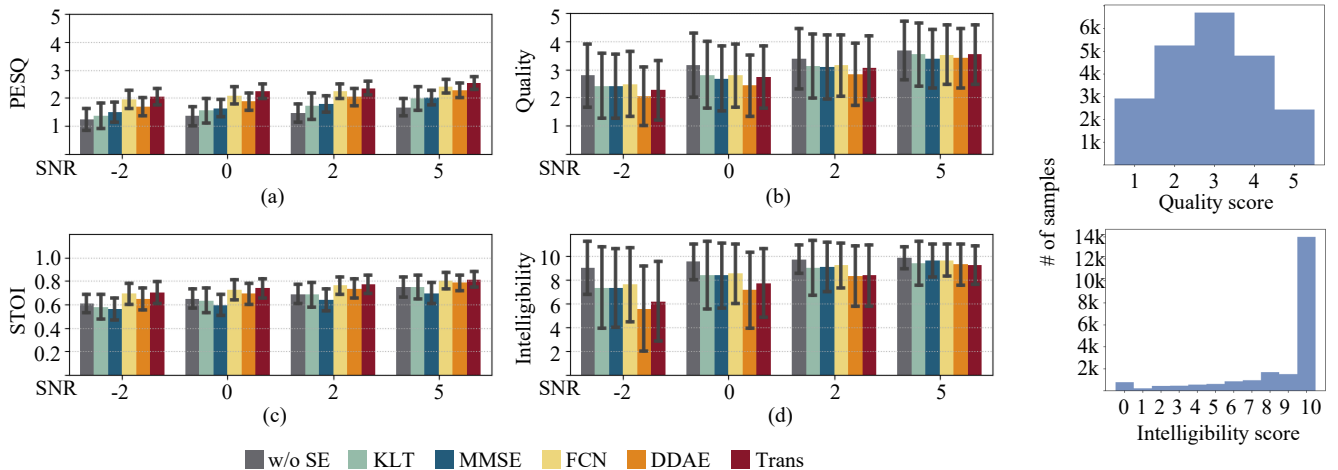 PESQ
5
4
3
2
1
SNR
-2
0
2
5
(a)
Quality
5
4
3
2
1
SNR
-2
0
2
5
(b)
STOI
1.0
0.8
0.6
0.4
0.2
SNR
-2
0
2
5
(c)
Intelligibility
10
8
6
4
2
SNR
-2
0
2
5
(d)
w/o SE KLT MMSE FCN DDAE Trans
# of samples
6k
5k
4k
3k
2k
1k
1 2 3 4 5
Quality score
14k
12k
10k
8k
6k
4k
2k
0 1 2 3 4 5 6 7 8 9 10
Intelligibility score